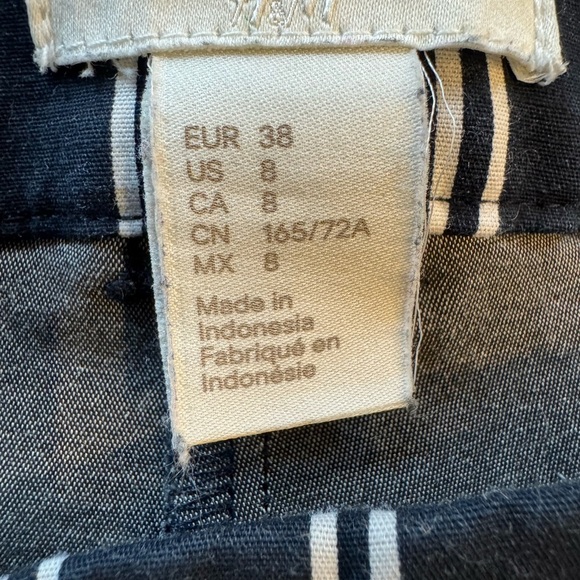 H&M
EUR 38
US 8
CA 8
CN 165/72A
MX 8
Made in
Indonesia
Fabriqué en
Indonésie